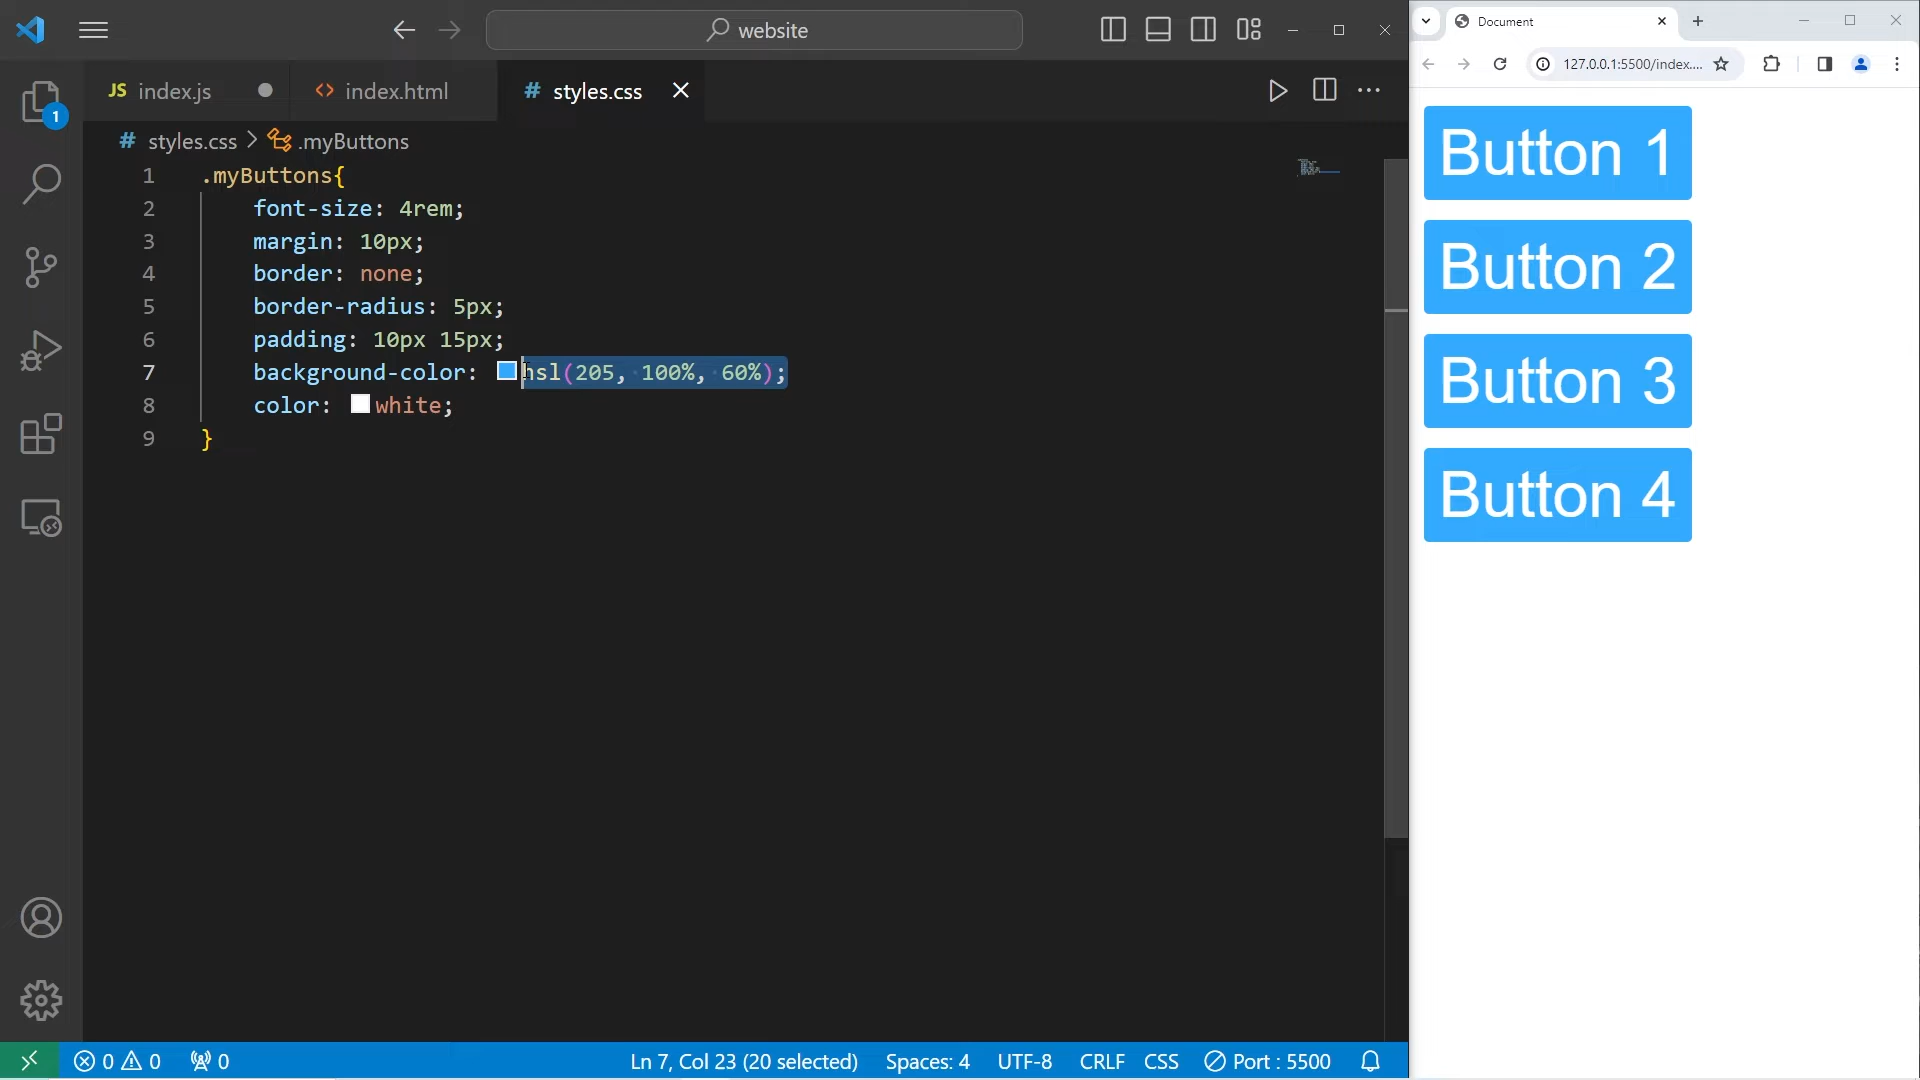 website
JS index.js
<> index.html
# styles.css
1
# styles.css > .myButtons
1 .myButtons{
2 font-size: 4rem;
3 margin: 10px;
4 border: none;
5 border-radius: 5px;
6 padding: 10px 15px;
7 background-color: hsl(205, 100%, 60%);
8 color: white;
9 }
0 0 0
Ln 7, Col 23 (20 selected)
Spaces: 4
UTF-8
CRLF
CSS
Port : 5500
Document
127.0.0.1:5500/index....
Button 1
Button 2
Button 3
Button 4